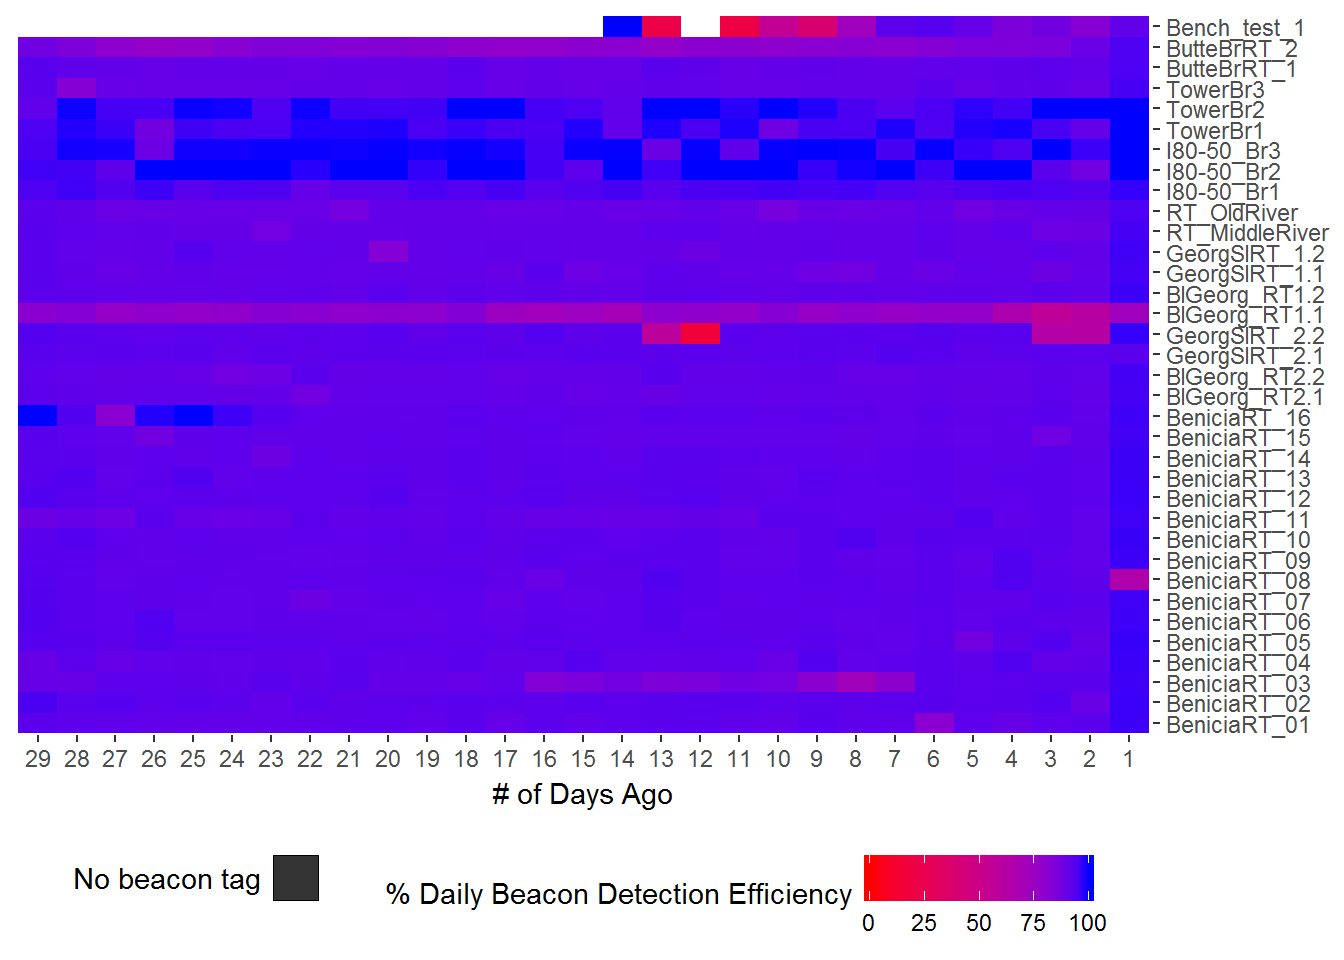 Bench_test_1
ButteBrRT_2
ButteBrRT_1
TowerBr3
TowerBr2
TowerBr1
I80-50_Br3
I80-50_Br2
I80-50_Br1
RT_OldRiver
RT_MiddleRiver
GeorgSlRT_1.2
GeorgSlRT_1.1
BlGeorg_RT1.2
BlGeorg_RT1.1
GeorgSlRT_2.2
GeorgSlRT_2.1
BlGeorg_RT2.2
BlGeorg_RT2.1
BeniciaRT_16
BeniciaRT_15
BeniciaRT_14
BeniciaRT_13
BeniciaRT_12
BeniciaRT_11
BeniciaRT_10
BeniciaRT_09
BeniciaRT_08
BeniciaRT_07
BeniciaRT_06
BeniciaRT_05
BeniciaRT_04
BeniciaRT_03
BeniciaRT_02
BeniciaRT_01
29 28 27 26 25 24 23 22 21 20 19 18 17 16 15 14 13 12 11 10 9 8 7 6 5 4 3 2 1
# of Days Ago
No beacon tag
% Daily Beacon Detection Efficiency
0 25 50 75 100